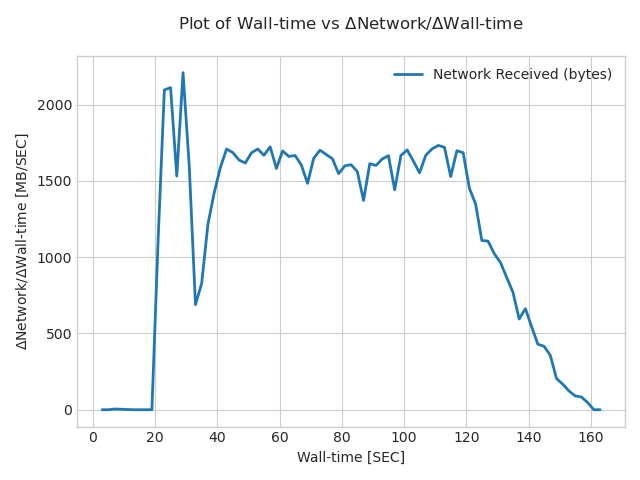 Plot of Wall-time vs ΔNetwork/ΔWall-time
Network Received (bytes)
ΔNetwork/ΔWall-time [MB/SEC]
2000
1500
1000
500
0
0 20 40 60 80 100 120 140 160
Wall-time [SEC]